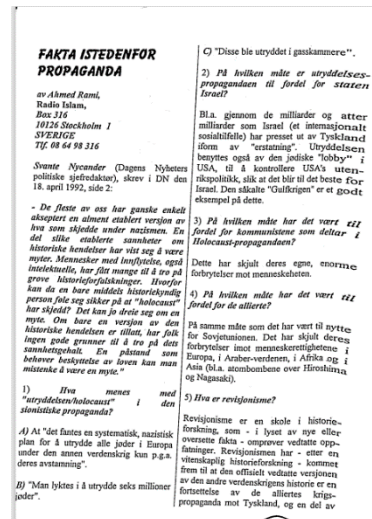 FAKTA ISTEDENFOR
PROPAGANDA
av Ahmed Rami,
Radio Islam,
Box 316
10126 Stockholm 1
SVERIGE
Tlf. 08 64 98 316
Svante Nycander (Dagens Nyheters
politiske sjefredaktør), skrev i DN den
18. april 1992, side 2:
- De fleste av oss har ganske enkelt
akseptert en alment etablert versjon av
hva som skjedde under nazismen. En
del slike etablerte sannheter om
historiske hendelser har vist seg å være
myter. Mennesker med innflytelse, også
intelektuelle, har fått mange til å tro på
grove historieforfalskninger. Hvorfor
kan da en bare middels historiekyndig
person føle seg sikker på at "holocaust"
har skjedd? Det kan jo dreie seg om en
myte. Om bare en versjon av den
historiske hendelsen er tillatt, har folk
ingen gode grunner til å tro på dets
sannhetsgehalt. En påstand som
behøver beskyttelse av loven kan man
mistenke å være en myte."
1) Hva menes med
"utryddelsen/holocaust" i den
sionistiske propaganda?
A) At "det fantes en systematisk, nazistisk
plan for å utrydde alle jøder i Europa
under den annen verdenskrig kun p.g.a.
deres avstamning".
B) "Man lyktes i å utrydde seks millioner
jøder".
C) "Disse ble utryddet i gasskammere".
2) På hvilken måte er utryddelses-
propagandaen til fordel for staten
Israel?
Bl.a. gjennom de milliarder og atter
milliarder som Israel (et internasjonalt
sosialtilfelle) har presset ut av Tyskland
i form av "erstatning". Utryddelsen
benyttes også av den jødiske "lobby" i
USA, til å kontrollere USA's uten-
rikspolitikk, slik at det blir til det beste for
Israel. Den såkalte "Gulfkrigen" er et godt
eksempel på dette.
3) På hvilken måte har det vært til
fordel for kommunistene som deltar i
Holocaust-propagandaen?
Dette har skjult deres egne, enorme
forbrytelser mot menneskeheten.
4) På hvilken måte har det vært til
fordel for de allierte?
På samme måte som det har vært til nytte
for Sovjetunionen. Det har skjult deres
forbrytelser imot menneskerettighetene i
Europa, i Araber-verdenen, i Afrika og i
Asia (bl.a. atombombene over Hiroshima
og Nagasaki).
5) Hva er revisjonisme?
Revisjonisme er en skole i historie-
forskning, som - i lyset av nye eller
oversette fakta - omprøver vedtatte opp-
fatninger. Revisjonismen har - etter en
vitenskaplig historieforskning - kommet
frem til at den offisielt vedtatte versjonen
av den andre verdenskrigens historie er en
fortsettelse av de alliertes krigs-
propaganda mot Tyskland, og en del av